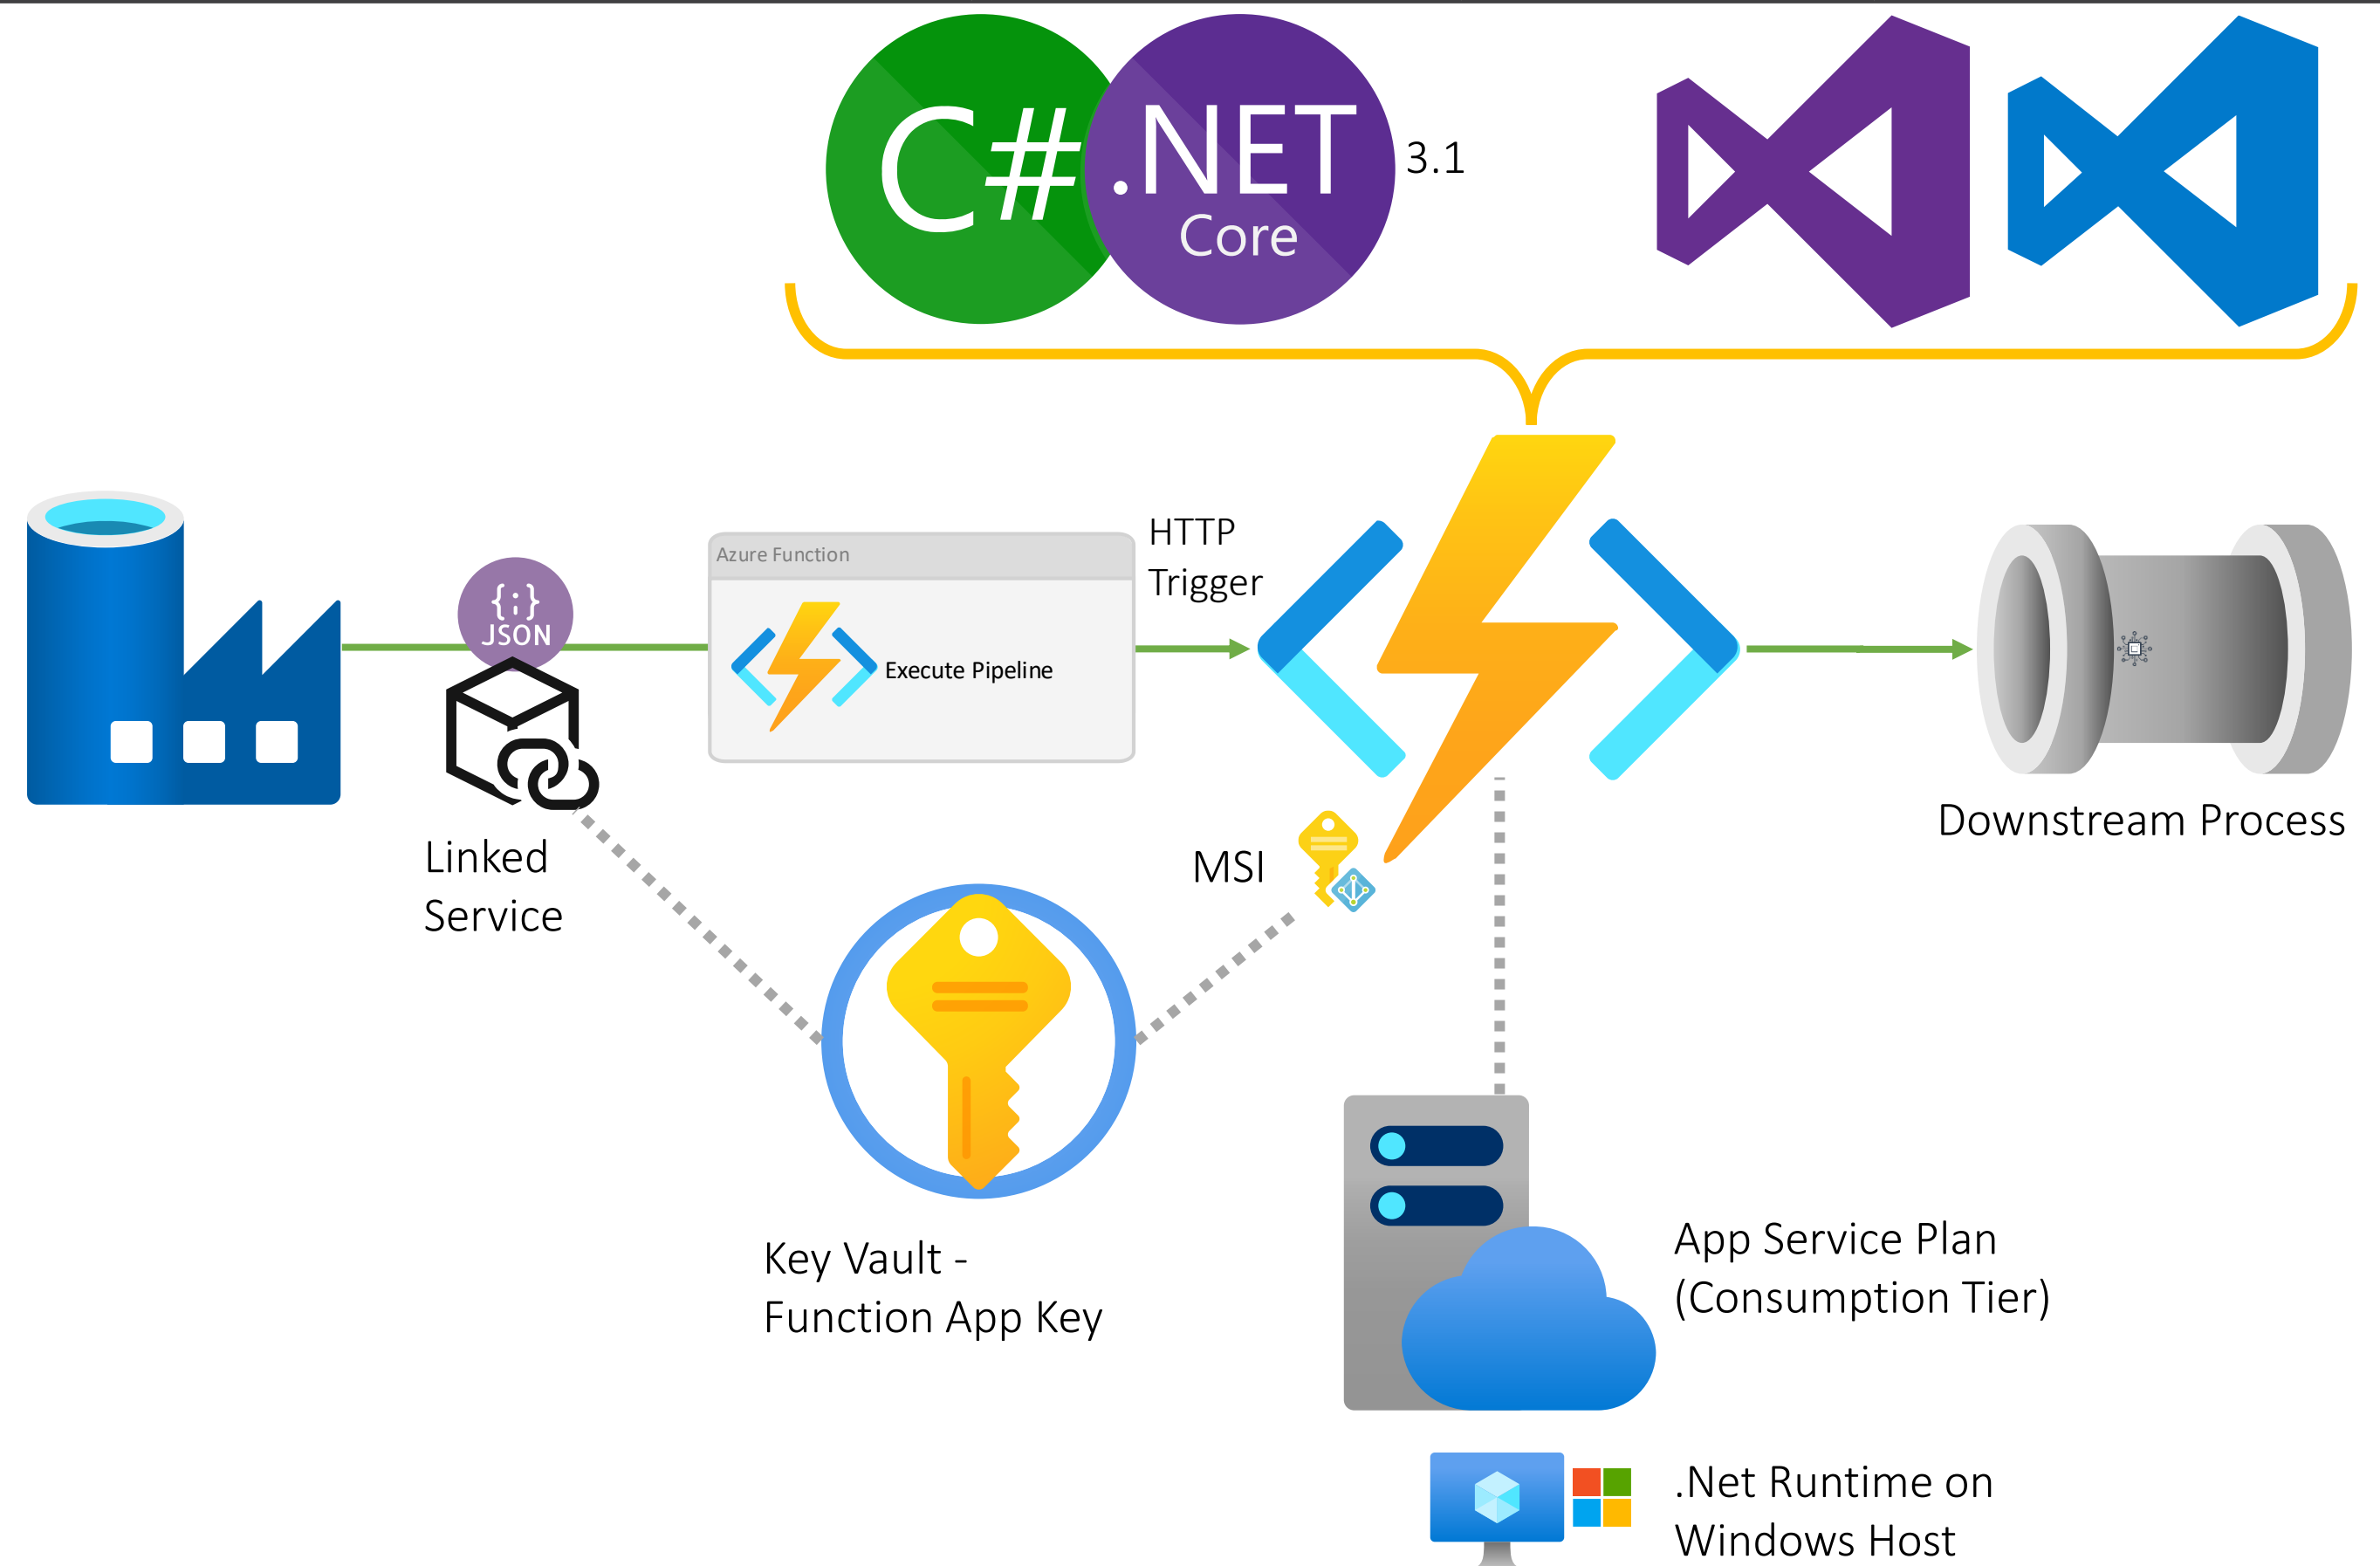 C#
.NET
Core
3.1
Azure Function
HTTP
Trigger
{;}
JSON
Execute Pipeline
Downstream Process
Linked
Service
MSI
Key Vault -
Function App Key
App Service Plan
(Consumption Tier)
.Net Runtime on
Windows Host